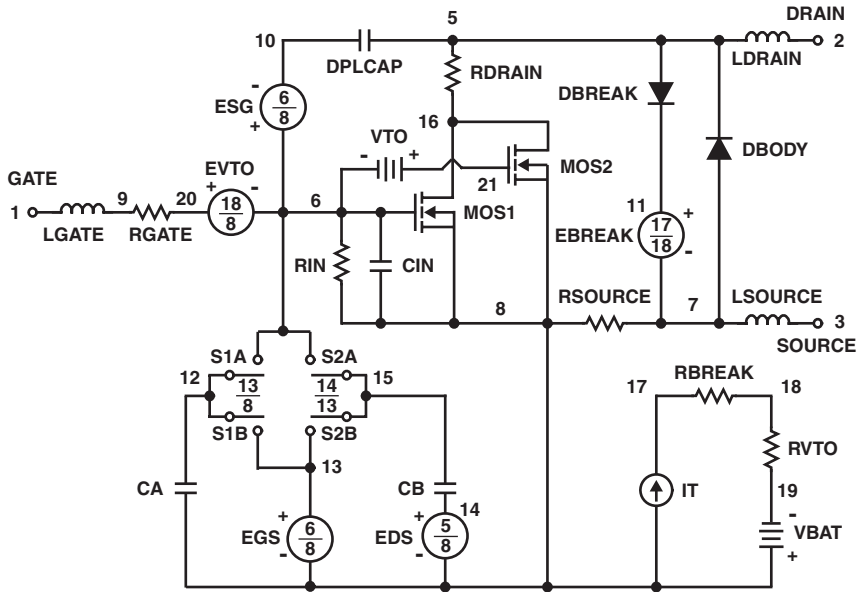 5
DRAIN
10
2
DPLCAP
LDRAIN
RDRAIN
-
DBREAK
6
8
ESG
+
16
VTO
- +
DBODY
EVTO
MOS2
GATE
+ -
9
20
18
8
6
21
11
1
MOS1
+
LGATE
RGATE
EBREAK
17
18
-
RIN
CIN
8
RSOURCE
7
LSOURCE
3
SOURCE
S1A
S2A
12
13
8
14
13
15
RBREAK
17
18
S1B
S2B
RVTO
13
CA
CB
IT
19
+
+
14
-
EGS
6
8
EDS
5
8
VBAT
-
-
+